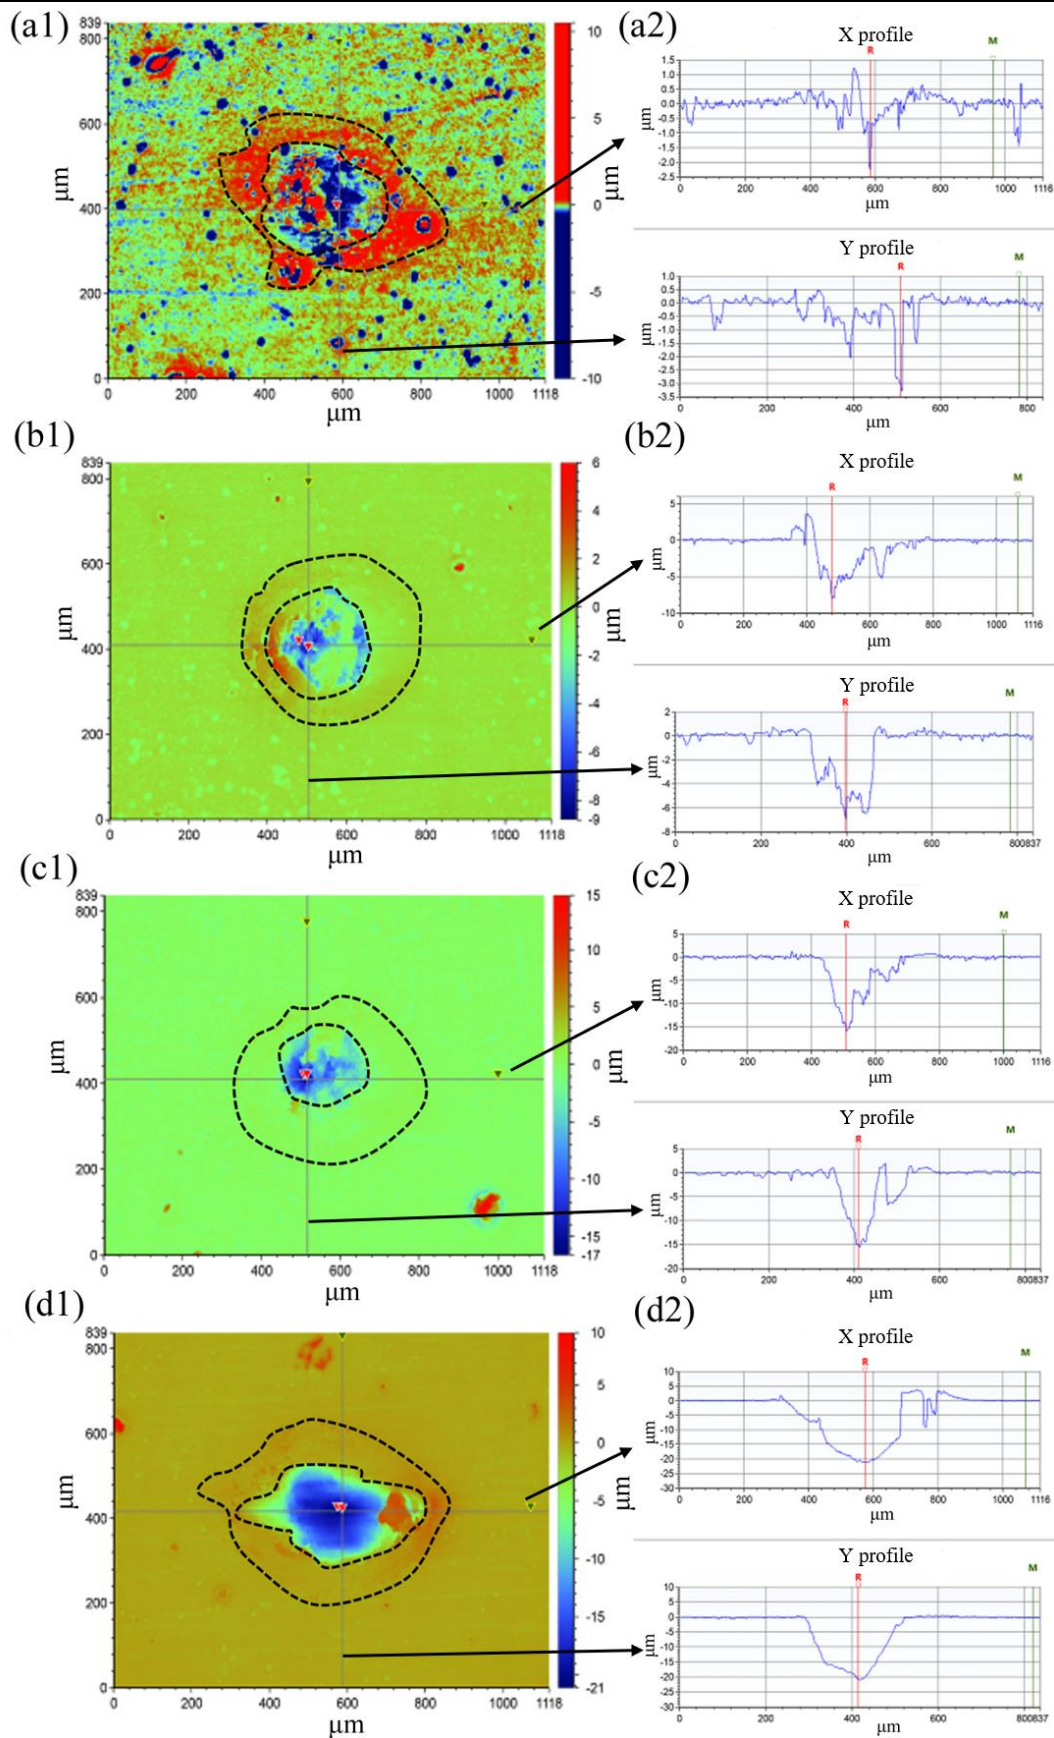 (a1)
839
800
600
400
200
0
0 200 400 600 800 1000 1118
μm
μm
10
5
0
-5
-10
μm
(a2)
X profile
R
M
1.5
1.0
0.5
0.0
-0.5
-1.0
-1.5
-2.0
-2.5
μm
0 200 400 600 800 1000 1116
μm
Y profile
R
M
1.0
0.5
0.0
-0.5
-1.0
-1.5
-2.0
-2.5
-3.0
-3.5
μm
0 200 400 600 800
μm
(b1)
839
800
600
400
200
0
0 200 400 600 800 1000 1118
μm
μm
6
4
2
0
-2
-4
-6
-8
-9
μm
(b2)
X profile
R
M
5
0
-5
-10
μm
0 200 400 600 800 1000 1116
μm
Y profile
R
M
2
0
-2
-4
-6
-8
μm
0 200 400 600 800837
μm
(c1)
839
800
600
400
200
0
0 200 400 600 800 1000 1118
μm
μm
15
10
5
0
-5
-10
-15
-17
μm
(c2)
X profile
R
M
5
0
-5
-10
-15
-20
μm
0 200 400 600 800 1000 1116
μm
Y profile
R
M
5
0
-5
-10
-15
-20
μm
0 200 400 600 800837
μm
(d1)
839
800
600
400
200
0
0 200 400 600 800 1000 1118
μm
μm
10
5
0
-5
-10
-15
-21
μm
(d2)
X profile
R
M
10
5
0
-5
-10
-15
-20
-25
-30
μm
0 200 400 600 800 1000 1116
μm
Y profile
R
M
10
5
0
-5
-10
-15
-20
-25
-30
μm
0 200 400 600 800837
μm